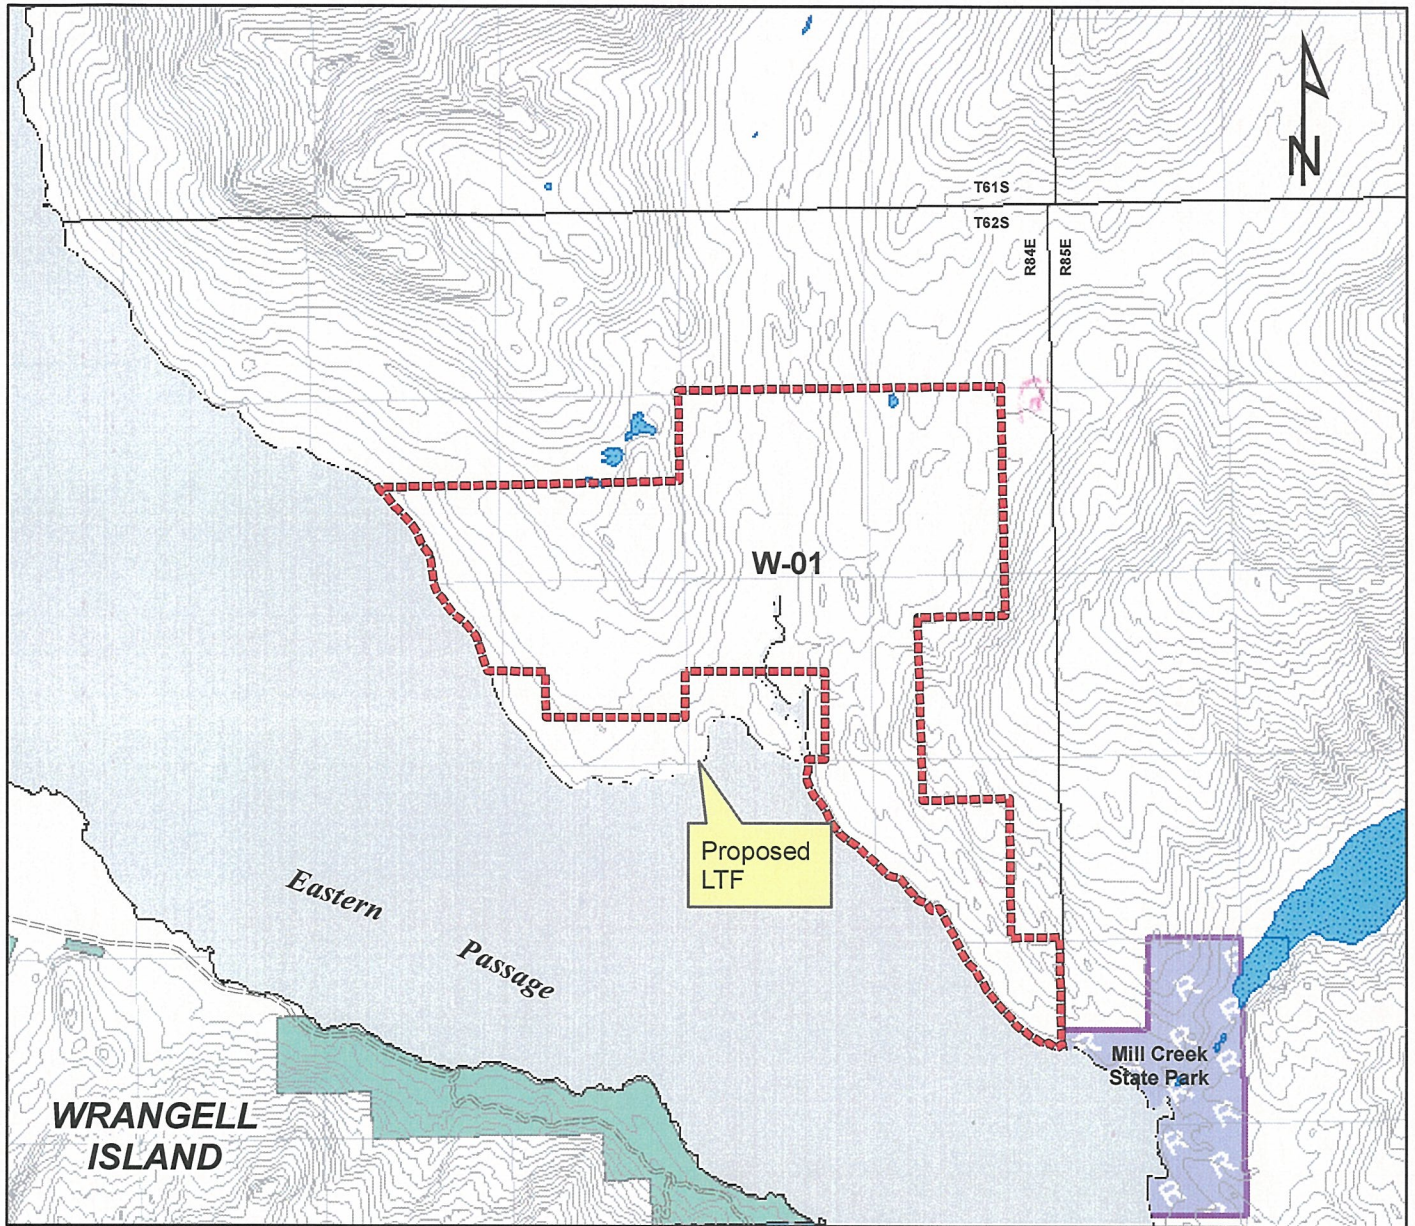 N
T61S
T62S
R84E
R85E
W-01
Proposed
LTF
Eastern
Passage
Mill Creek
State Park
R
R
R
R
R
R
R
R
R
R
WRANGELL
ISLAND